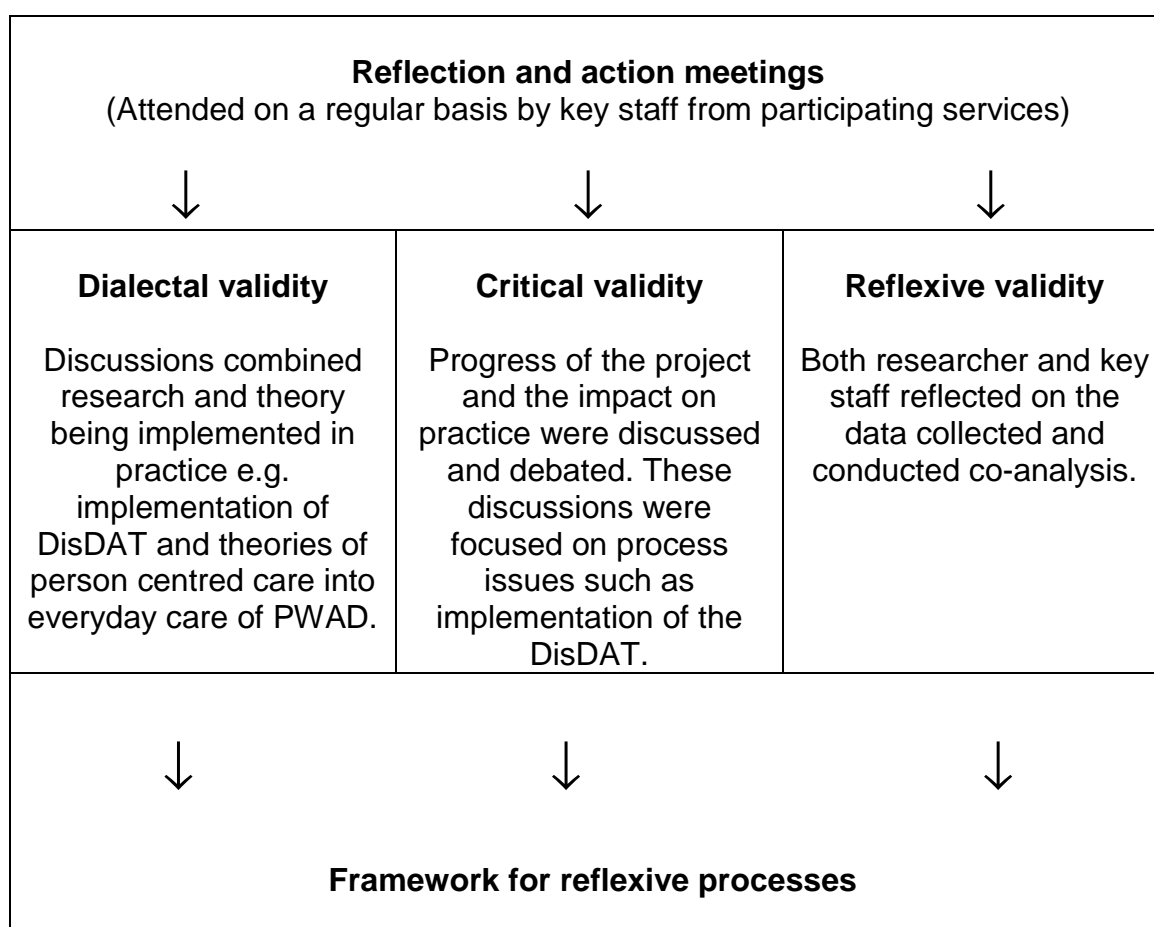 Reflection and action meetings
(Attended on a regular basis by key staff from participating services)
Dialectal validity
Discussions combined
research and theory
being implemented in
practice e.g.
implementation of
DisDAT and theories of
person centred care into
everyday care of PWAD.
Critical validity
Progress of the project
and the impact on
practice were discussed
and debated. These
discussions were
focused on process
issues such as
implementation of the
DisDAT.
Reflexive validity
Both researcher and key
staff reflected on the
data collected and
conducted co-analysis.
Framework for reflexive processes